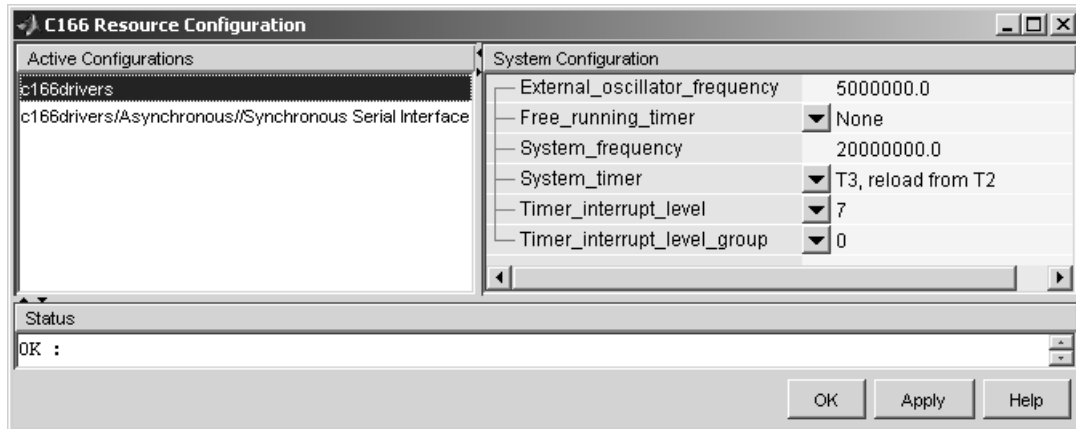 C166 Resource Configuration
Active Configurations
c166drivers
c166drivers/Asynchronous//Synchronous Serial Interface
System Configuration
External_oscillator_frequency 5000000.0
Free_running_timer None
System_frequency 20000000.0
System_timer T3, reload from T2
Timer_interrupt_level 7
Timer_interrupt_level_group 0
Status
OK :
OK Apply Help